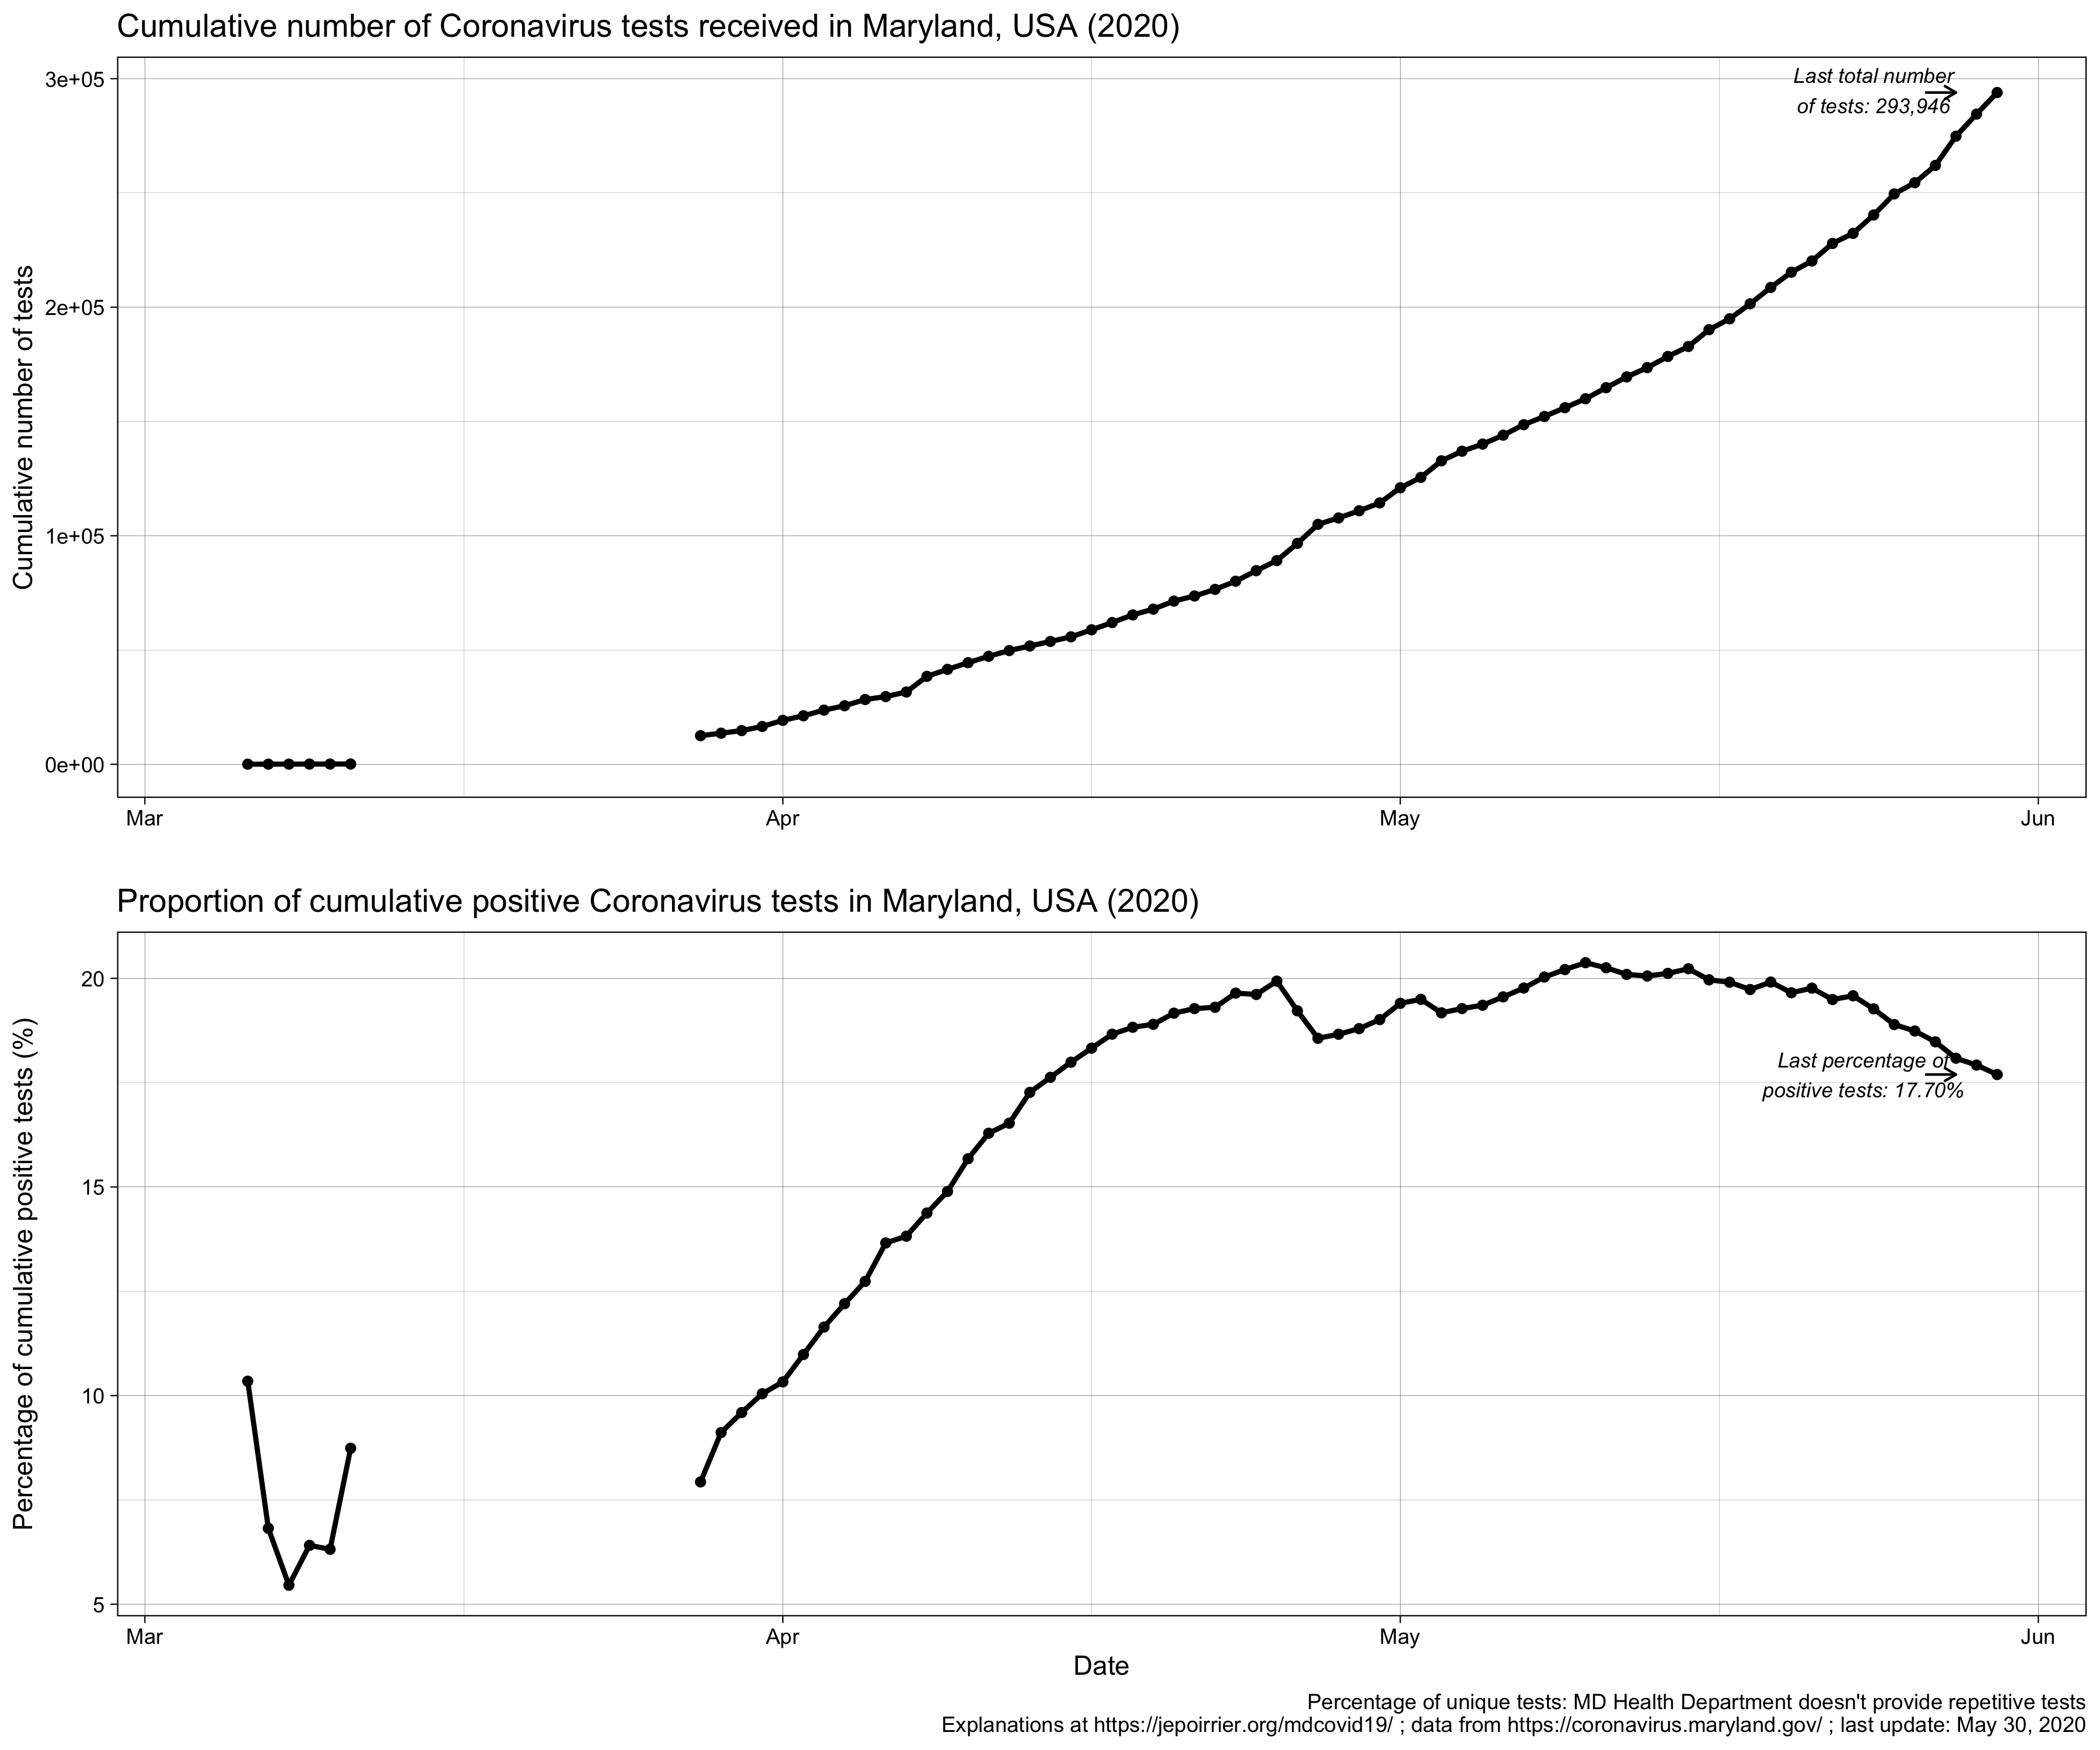 Cumulative number of Coronavirus tests received in Maryland, USA (2020)
Cumulative number of tests
3e+05
2e+05
1e+05
0e+00
Last total number
of tests: 293,946
Mar
Apr
May
Jun
Proportion of cumulative positive Coronavirus tests in Maryland, USA (2020)
Percentage of cumulative positive tests (%)
20
15
10
5
Last percentage of
positive tests: 17.70%
Mar
Apr
May
Jun
Date
Percentage of unique tests: MD Health Department doesn't provide repetitive tests
Explanations at https://jepoirrier.org/mdcovid19/ ; data from https://coronavirus.maryland.gov/ ; last update: May 30, 2020